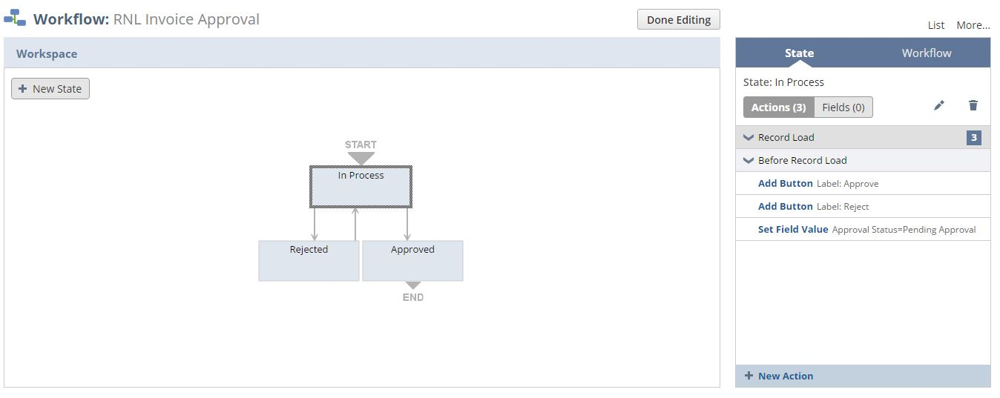 Workflow: RNL Invoice Approval
Done Editing
List More...
Workspace
State Workflow
+ New State
State: In Process
Actions (3) Fields (0)
Record Load 3
Before Record Load
Add Button Label: Approve
Add Button Label: Reject
Set Field Value Approval Status=Pending Approval
START
In Process
Rejected Approved
END
+ New Action